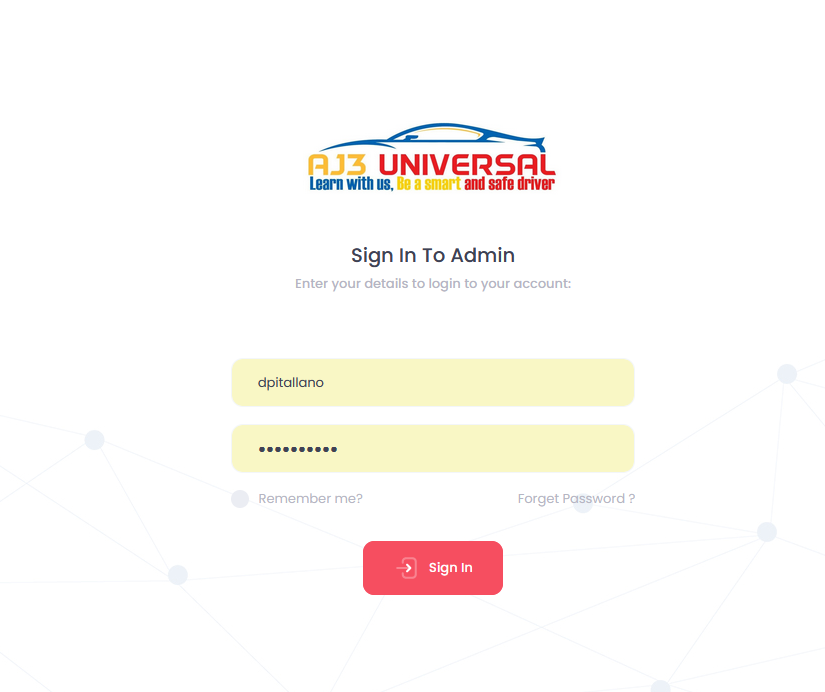 AJ3 UNIVERSAL
Learn with us, Be a smart and safe driver
Sign In To Admin
Enter your details to login to your account:
dpitallano
••••••••••
Remember me? Forget Password ?
Sign In